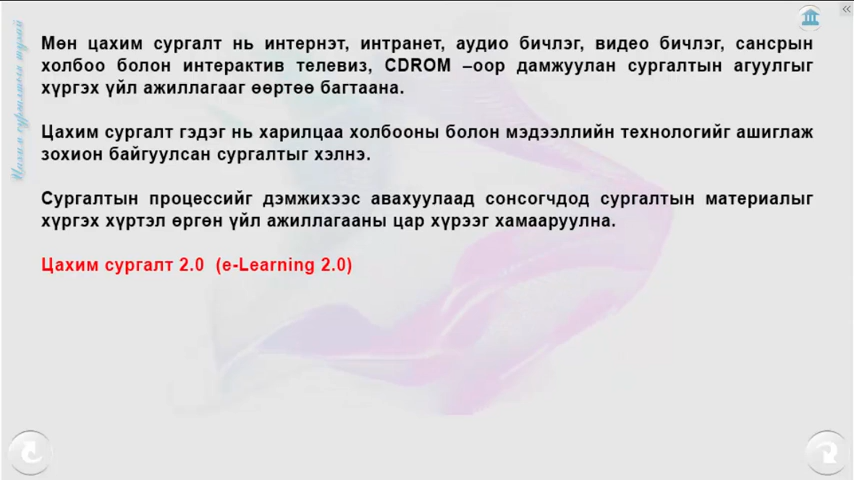 Мөн цахим сургалт нь интернэт, интранет, аудио бичлэг, видео бичлэг, сансрын
холбоо болон интерактив телевиз, CDROM –оор дамжуулан сургалтын агуулгыг
хүргэх үйл ажиллагааг өөртөө багтаана.
Цахим сургалт гэдэг нь харилцаа холбооны болон мэдээллийн технологийг ашиглаж
зохион байгуулсан сургалтыг хэлнэ.
Сургалтын процессийг дэмжихээс авахуулаад сонсогчдод сургалтын материалыг
хүргэх хүртэл өргөн үйл ажиллагааны цар хүрээг хамааруулна.
Цахим сургалт 2.0 (e-Learning 2.0)